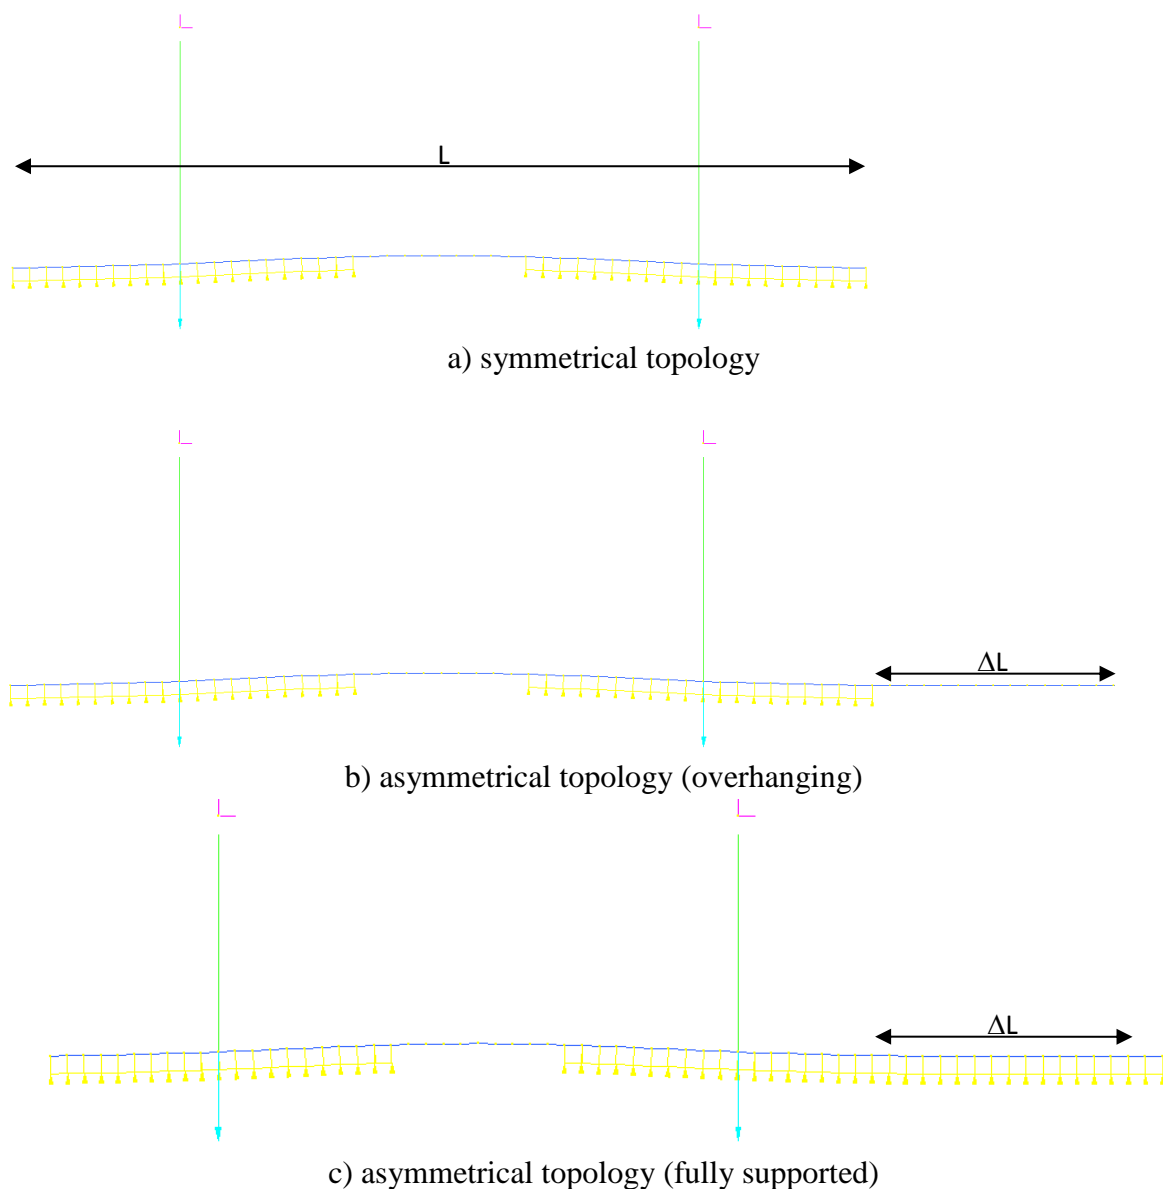 L
a) symmetrical topology
ΔL
b) asymmetrical topology (overhanging)
ΔL
c) asymmetrical topology (fully supported)